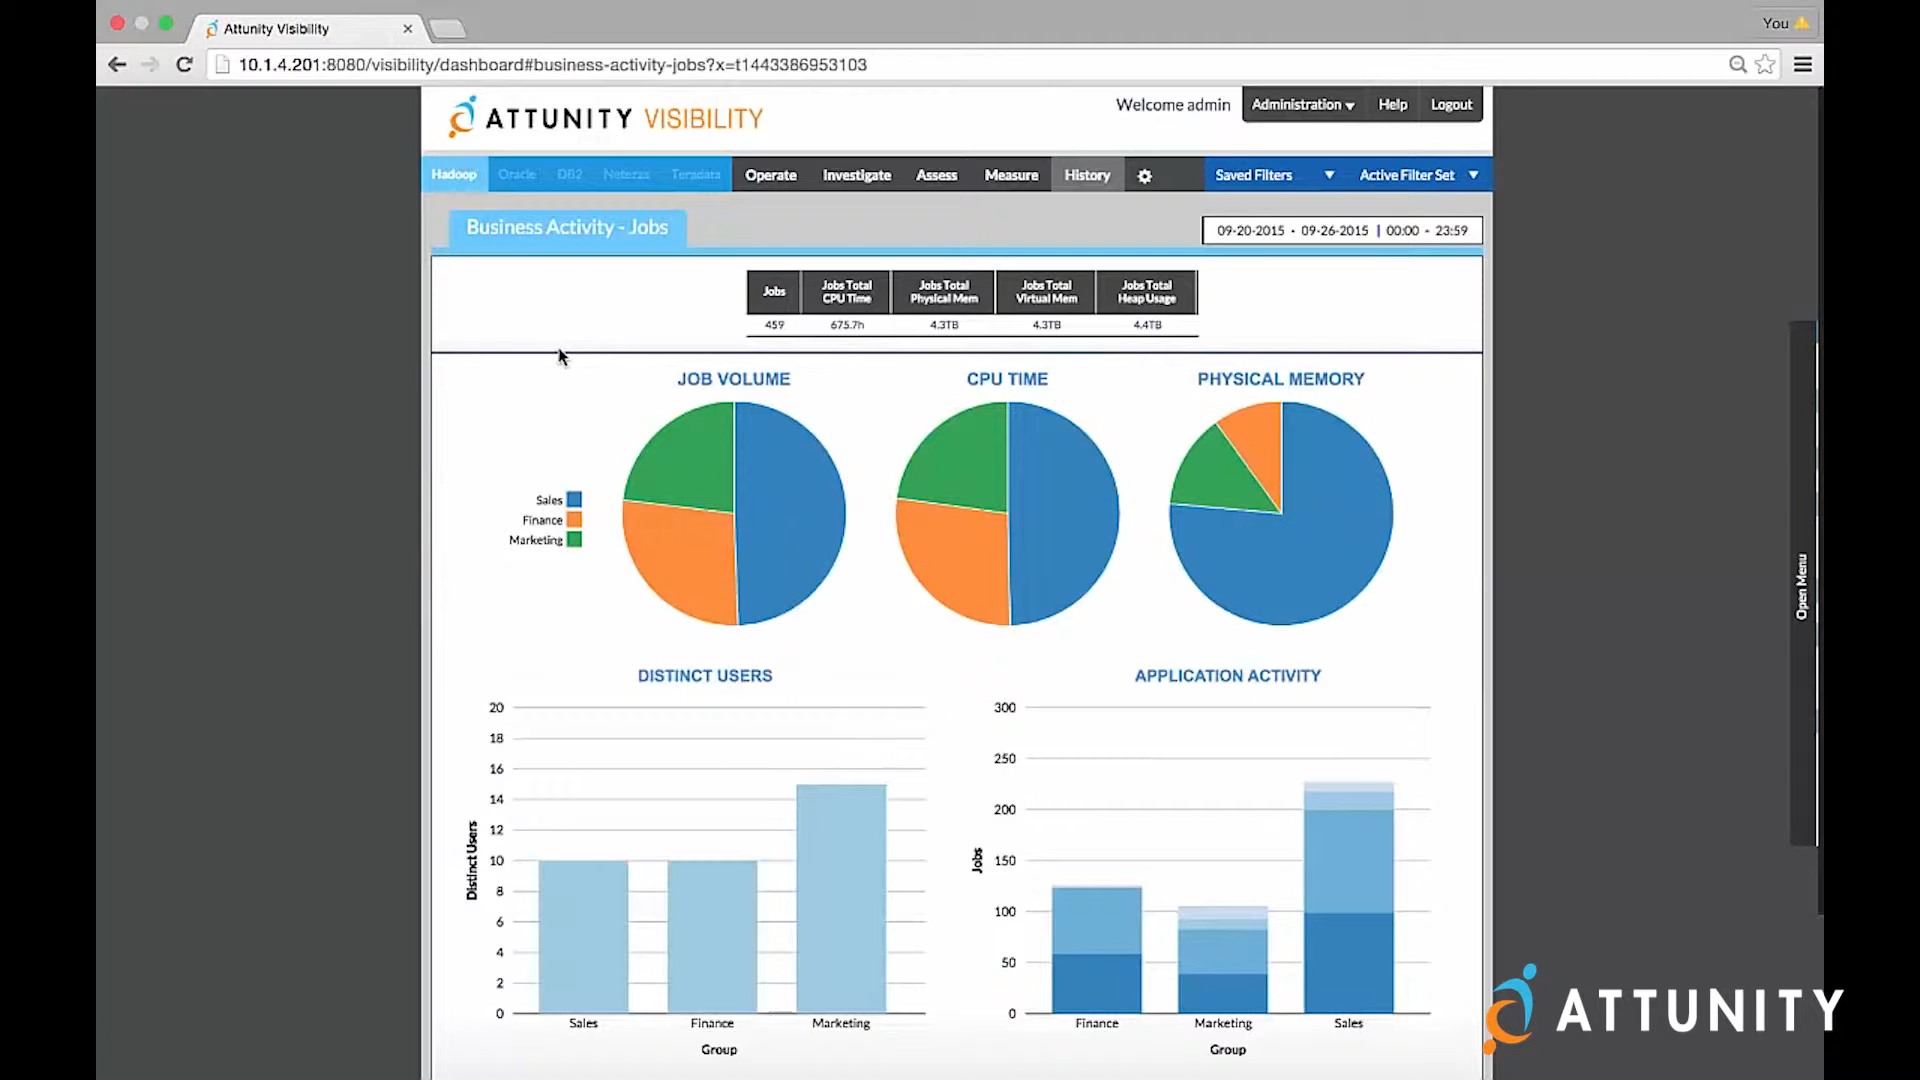 Attunity Visibility
You
10.1.4.201:8080/visibility/dashboard#business-activity-jobs?x=t1443386953103
ATTUNITY VISIBILITY
Welcome admin
Administration Help Logout
Hadoop Oracle DB2 Netezza Teradata Operate Investigate Assess Measure History Saved Filters Active Filter Set
Business Activity - Jobs
09-20-2015 - 09-26-2015 | 00:00 - 23:59
Jobs
Jobs Total CPU Time
Jobs Total Physical Mem
Jobs Total Virtual Mem
Jobs Total Heap Usage
459 675.7h 4.3TB 4.3TB 4.4TB
JOB VOLUME CPU TIME PHYSICAL MEMORY
Sales
Finance
Marketing
Open Menu
DISTINCT USERS
20
18
16
14
12
10
8
6
4
2
0
Distinct Users
Sales Finance Marketing
Group
APPLICATION ACTIVITY
300
250
200
150
100
50
0
Jobs
Finance Marketing Sales
Group
ATTUNITY